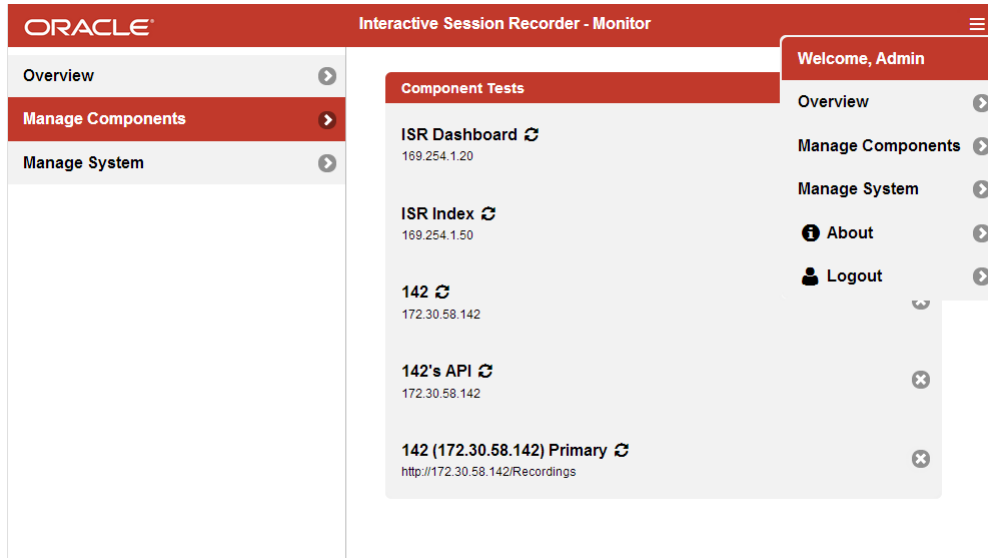 ORACLE®
Interactive Session Recorder - Monitor
Overview
Manage Components
Manage System
Component Tests
ISR Dashboard
169.254.1.20
ISR Index
169.254.1.50
142
172.30.58.142
142's API
172.30.58.142
142 (172.30.58.142) Primary
http://172.30.58.142/Recordings
Welcome, Admin
Overview
Manage Components
Manage System
About
Logout